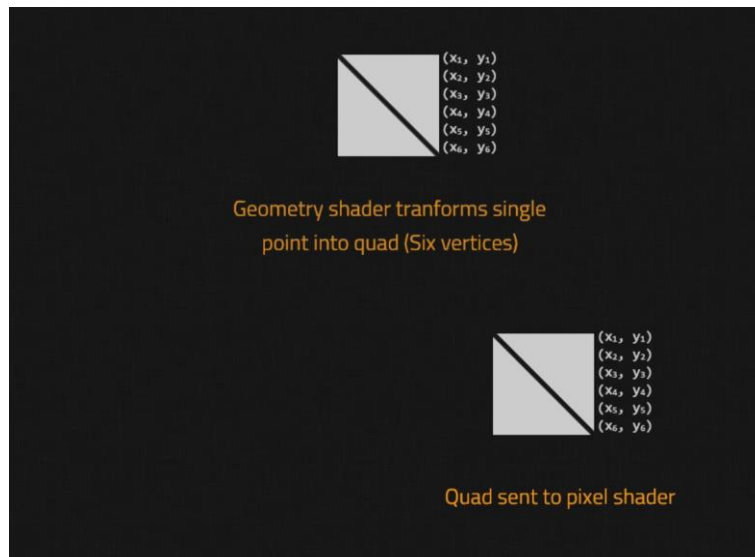 (x₁, y₁)
(x₂, y₂)
(x₃, y₃)
(x₄, y₄)
(x₅, y₅)
(x₆, y₆)
Geometry shader tranforms single
point into quad (Six vertices)
(x₁, y₁)
(x₂, y₂)
(x₃, y₃)
(x₄, y₄)
(x₅, y₅)
(x₆, y₆)
Quad sent to pixel shader